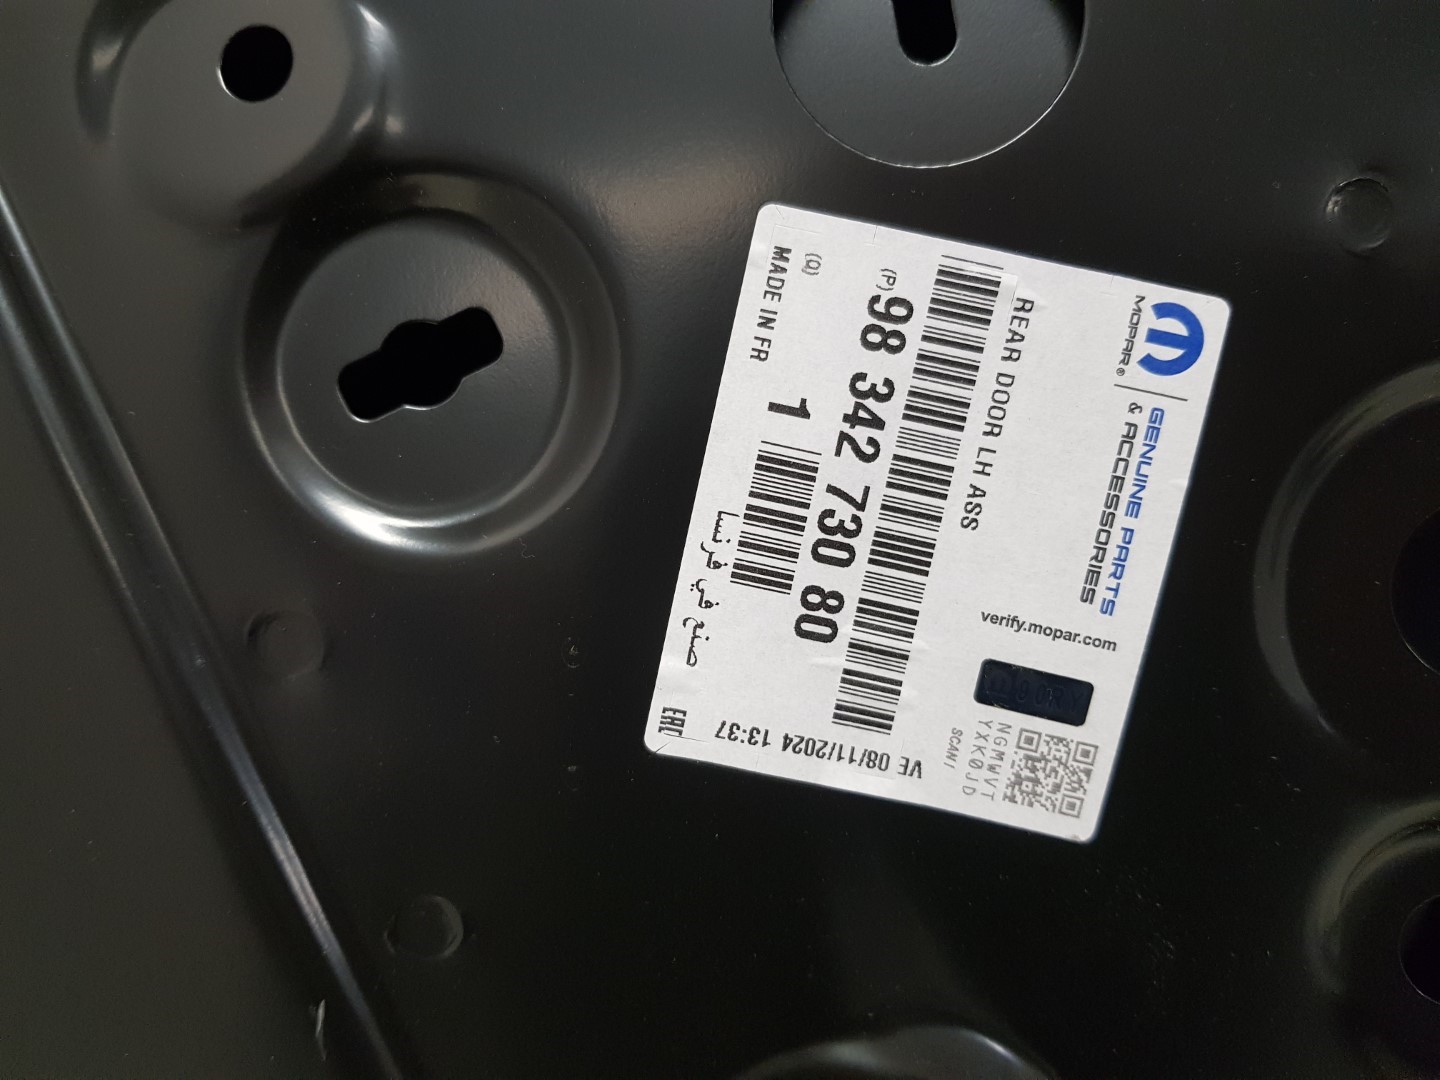 MOPAR®
GENUINE PARTS
& ACCESSORIES
verify.mopar.com
NGMWVT
YXK0JD
SCAN!
REAR DOOR LH ASS
(P)
98 342 730 80
(Q)
1
VE 08/11/2024 13:37
MADE IN FR
صنع في فرنسا
EAC